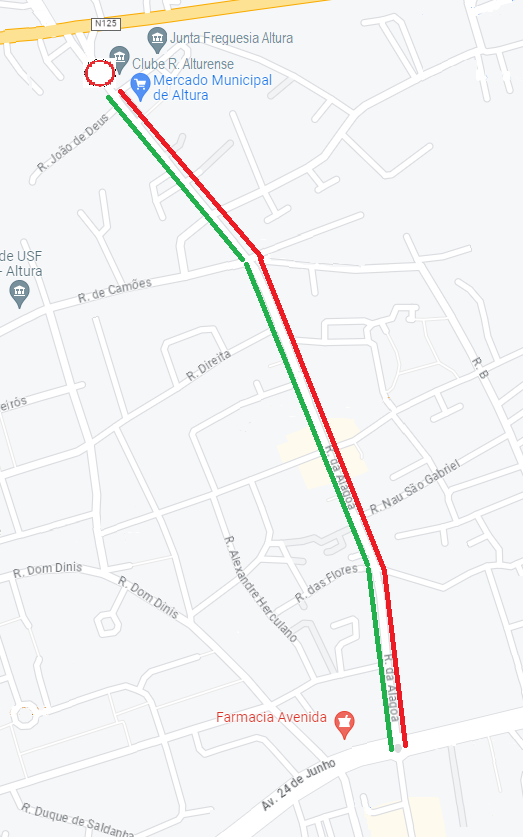 N125
Junta Freguesia Altura
Clube R. Alturense
Mercado Municipal
de Altura
R. João de Deus
de USF
- Altura
R. de Camões
R. Direita
R. B
eirós
R. da Alagoa
R. Nau São Gabriel
R. Alexandre Herculano
R. das Flores
R. Dom Dinis
R. Dom Dinis
R. da Alagoa
Farmacia Avenida
Av. 24 de Junho
R. Duque de Saldanha